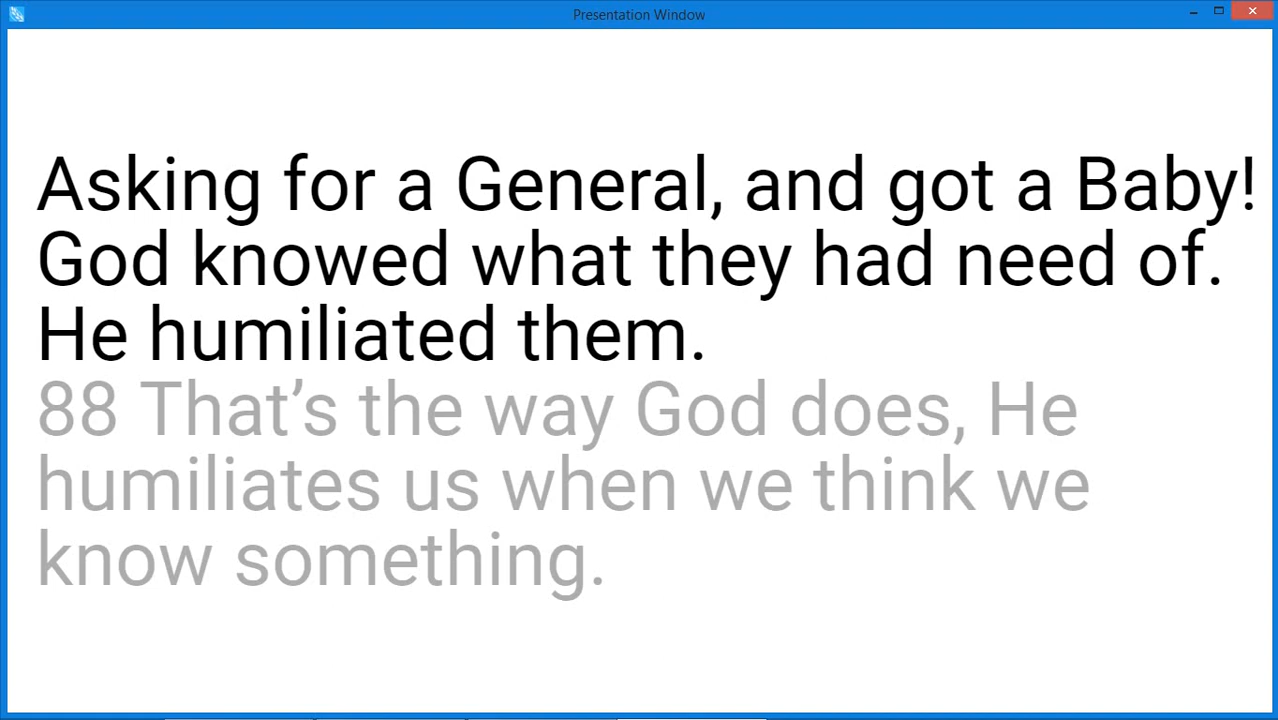 Presentation Window
Asking for a General, and got a Baby!
God knowed what they had need of.
He humiliated them.
88 That’s the way God does, He
humiliates us when we think we
know something.